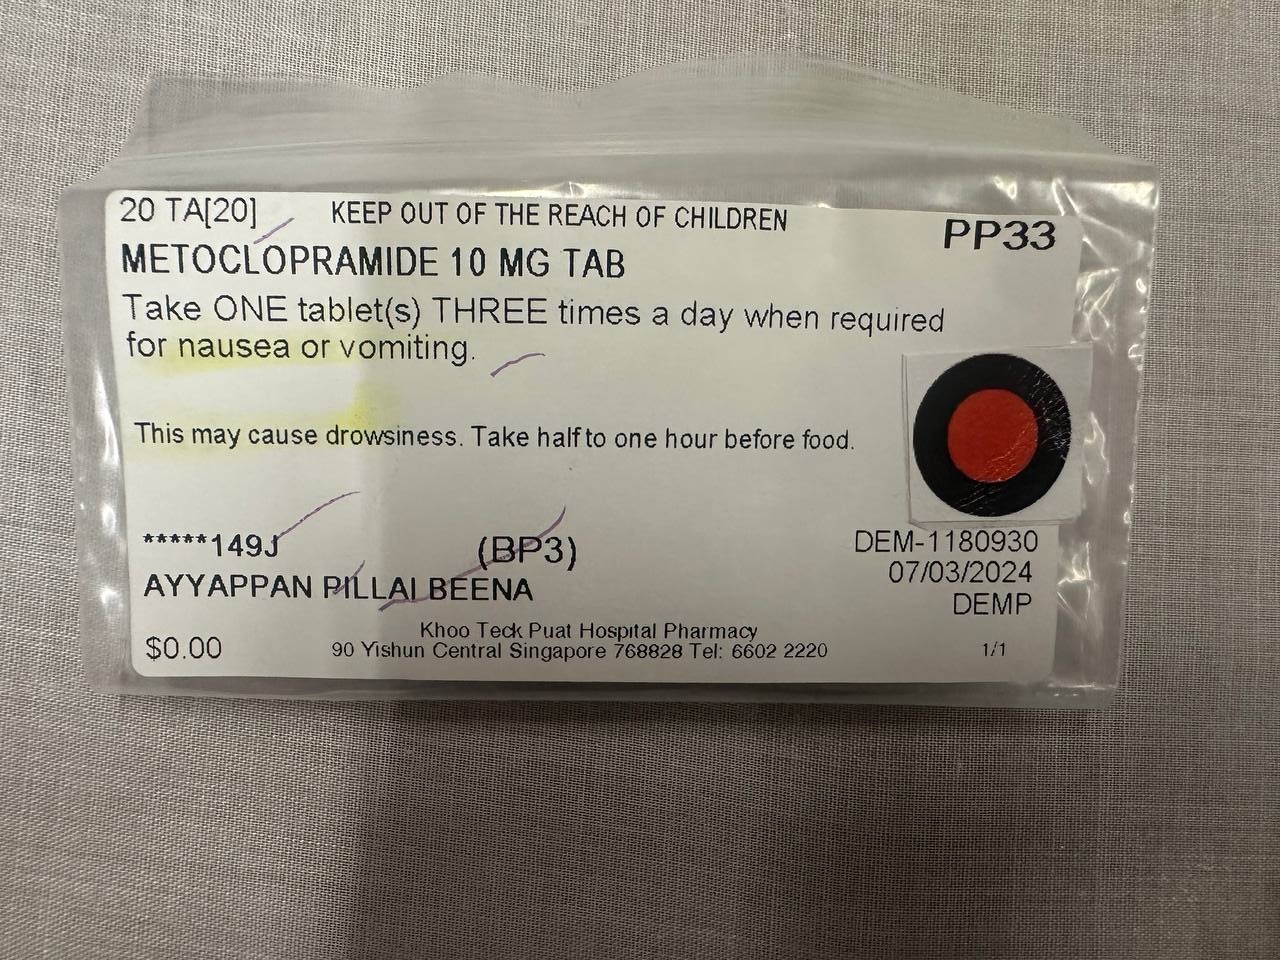 20 TA[20] KEEP OUT OF THE REACH OF CHILDREN PP33
METOCLOPRAMIDE 10 MG TAB
Take ONE tablet(s) THREE times a day when required
for nausea or vomiting.
This may cause drowsiness. Take half to one hour before food.
*****149J (BP3) DEM-1180930
07/03/2024
AYYAPPAN PILLAI BEENA DEMP
Khoo Teck Puat Hospital Pharmacy
$0.00 90 Yishun Central Singapore 768828 Tel: 6602 2220 1/1